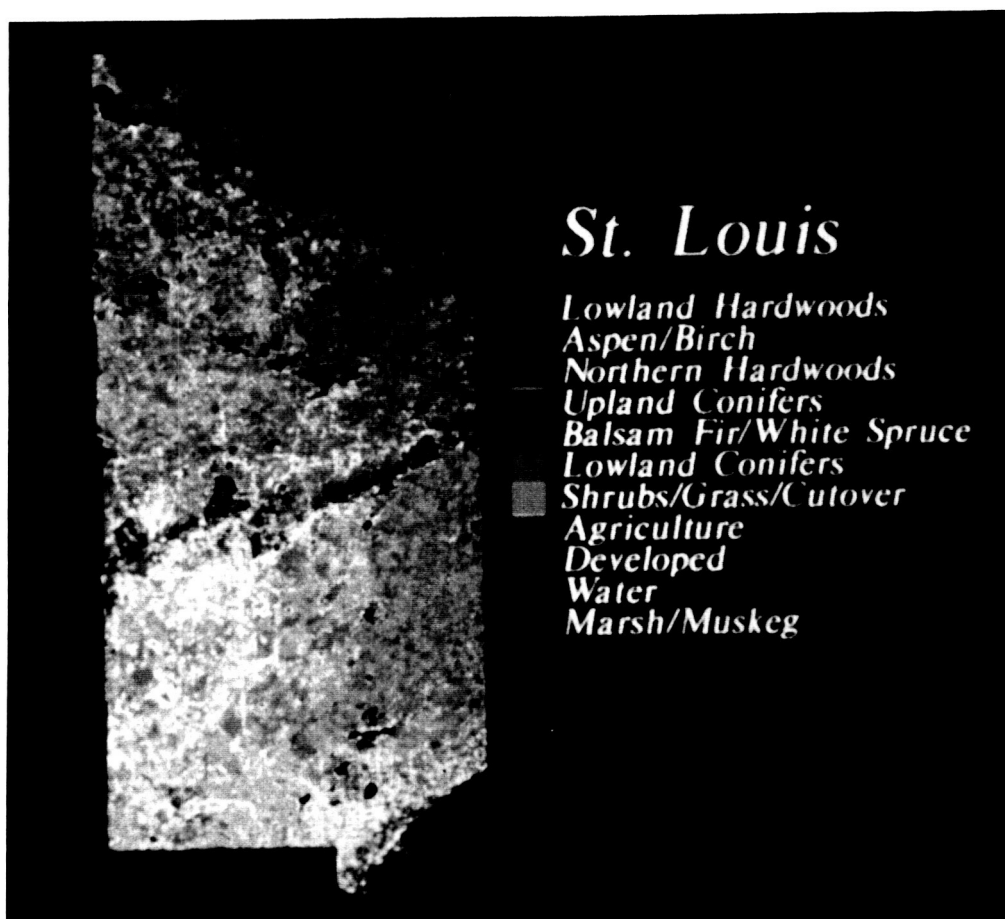 St. Louis
Lowland Hardwoods
Aspen/Birch
Northern Hardwoods
Upland Conifers
Balsam Fir/White Spruce
Lowland Conifers
Shrubs/Grass/Cutover
Agriculture
Developed
Water
Marsh/Muskeg